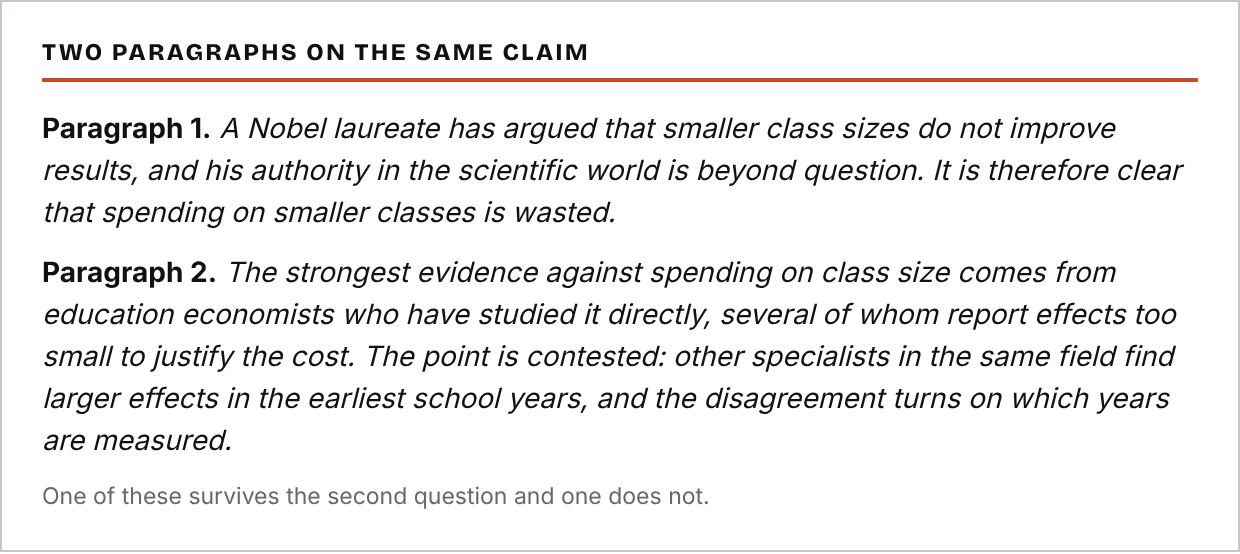 TWO PARAGRAPHS ON THE SAME CLAIM
Paragraph 1. A Nobel laureate has argued that smaller class sizes do not improve
results, and his authority in the scientific world is beyond question. It is therefore clear
that spending on smaller classes is wasted.
Paragraph 2. The strongest evidence against spending on class size comes from
education economists who have studied it directly, several of whom report effects too
small to justify the cost. The point is contested: other specialists in the same field find
larger effects in the earliest school years, and the disagreement turns on which years
are measured.
One of these survives the second question and one does not.